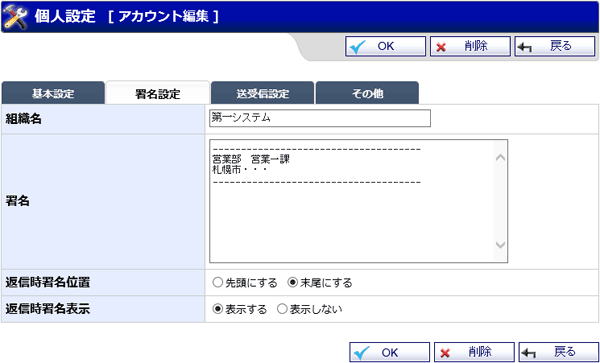 個人設定 [ アカウント編集 ]
OK 削除 戻る
基本設定 署名設定 送受信設定 その他
組織名 第一システム
署名
-------------------------------------
営業部　営業一課
札幌市・・・
-------------------------------------
返信時署名位置 先頭にする 末尾にする
返信時署名表示 表示する 表示しない
OK 削除 戻る